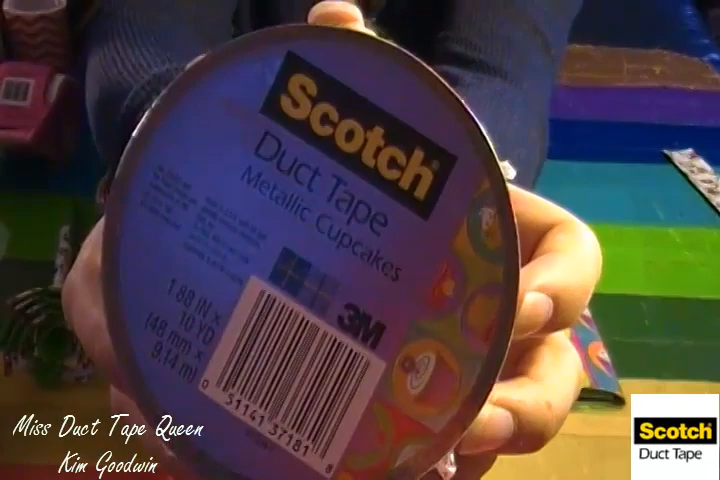 Scotch
Duct Tape
Metallic Cupcakes
3M
1.88 IN x
10 YD
(48 mm x
9.14 m)
0 51141 37181 8
Miss Duct Tape Queen
Kim Goodwin
Scotch
Duct Tape